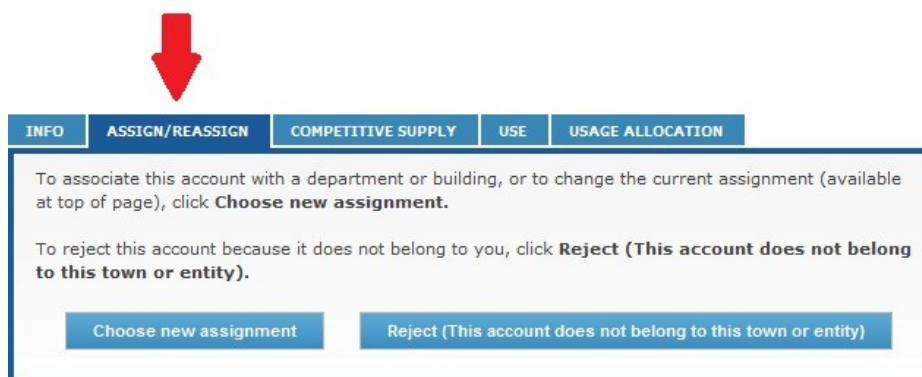 INFO ASSIGN/REASSIGN COMPETITIVE SUPPLY USE USAGE ALLOCATION
To associate this account with a department or building, or to change the current assignment (available
at top of page), click Choose new assignment.
To reject this account because it does not belong to you, click Reject (This account does not belong
to this town or entity).
Choose new assignment Reject (This account does not belong to this town or entity)